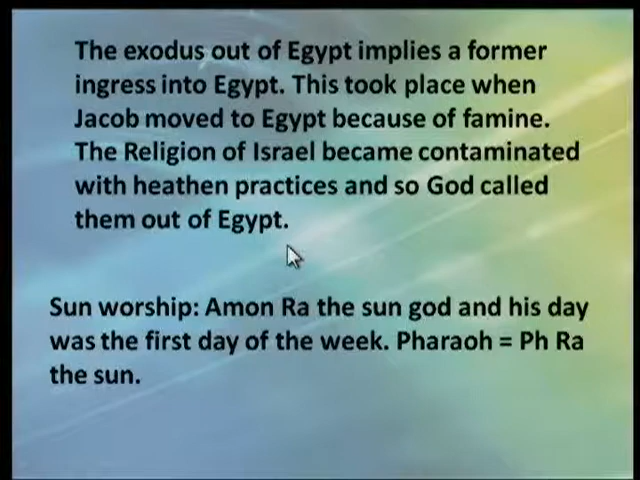 The exodus out of Egypt implies a former
ingress into Egypt. This took place when
Jacob moved to Egypt because of famine.
The Religion of Israel became contaminated
with heathen practices and so God called
them out of Egypt.
Sun worship: Amon Ra the sun god and his day
was the first day of the week. Pharaoh = Ph Ra
the sun.